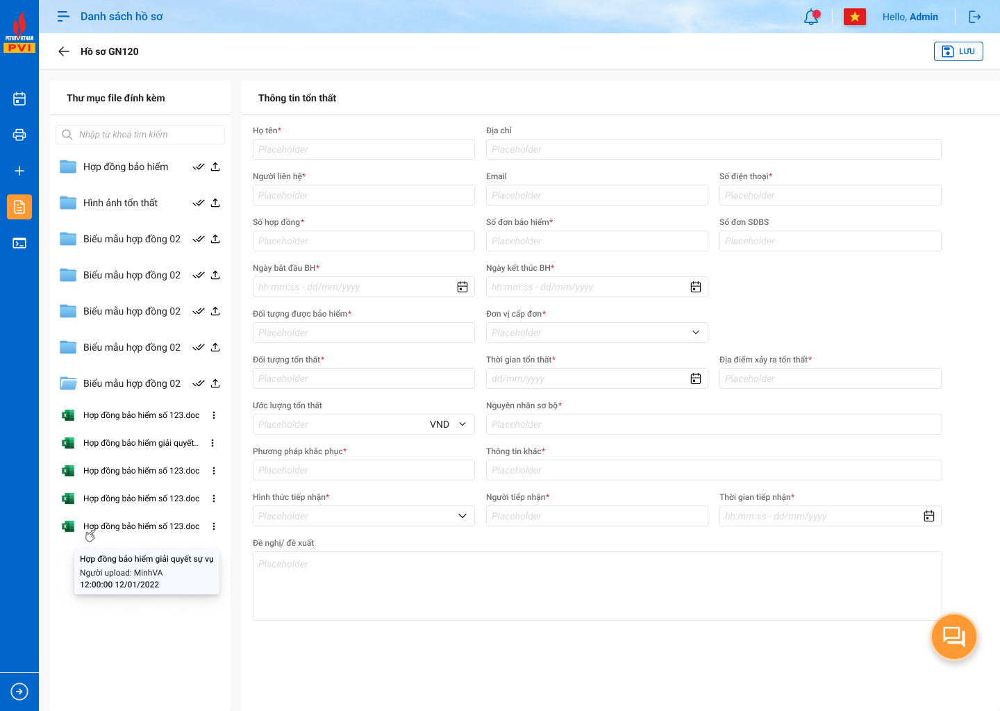 PETROVIETNAM
PVI
Danh sách hồ sơ
Hello, Admin
Hồ sơ GN120
LƯU
Thư mục file đính kèm
Nhập từ khoá tìm kiếm
Hợp đồng bảo hiểm
Hình ảnh tổn thất
Biểu mẫu hợp đồng 02
Biểu mẫu hợp đồng 02
Biểu mẫu hợp đồng 02
Biểu mẫu hợp đồng 02
Biểu mẫu hợp đồng 02
Hợp đồng bảo hiểm số 123.doc
Hợp đồng bảo hiểm giải quyết..
Hợp đồng bảo hiểm số 123.doc
Hợp đồng bảo hiểm số 123.doc
Hợp đồng bảo hiểm số 123.doc
Hợp đồng bảo hiểm giải quyết sự vụ
Người upload: MinhVA
12:00:00 12/01/2022
Thông tin tổn thất
Họ tên* Địa chỉ
Placeholder Placeholder
Người liên hệ* Email Số điện thoại*
Placeholder Placeholder Placeholder
Số hợp đồng* Số đơn bảo hiểm* Số đơn SĐBS
Placeholder Placeholder Placeholder
Ngày bắt đầu BH* Ngày kết thúc BH*
hh:mm:ss - dd/mm/yyyy hh:mm:ss - dd/mm/yyyy
Đối tượng được bảo hiểm* Đơn vị cấp đơn*
Placeholder Placeholder
Đối tượng tổn thất* Thời gian tổn thất* Địa điểm xảy ra tổn thất*
Placeholder dd/mm/yyyy Placeholder
Ước lượng tổn thất Nguyên nhân sơ bộ*
Placeholder VND Placeholder
Phương pháp khắc phục* Thông tin khác*
Placeholder Placeholder
Hình thức tiếp nhận* Người tiếp nhận* Thời gian tiếp nhận*
Placeholder Placeholder hh:mm:ss - dd/mm/yyyy
Đề nghị/ đề xuất
Placeholder